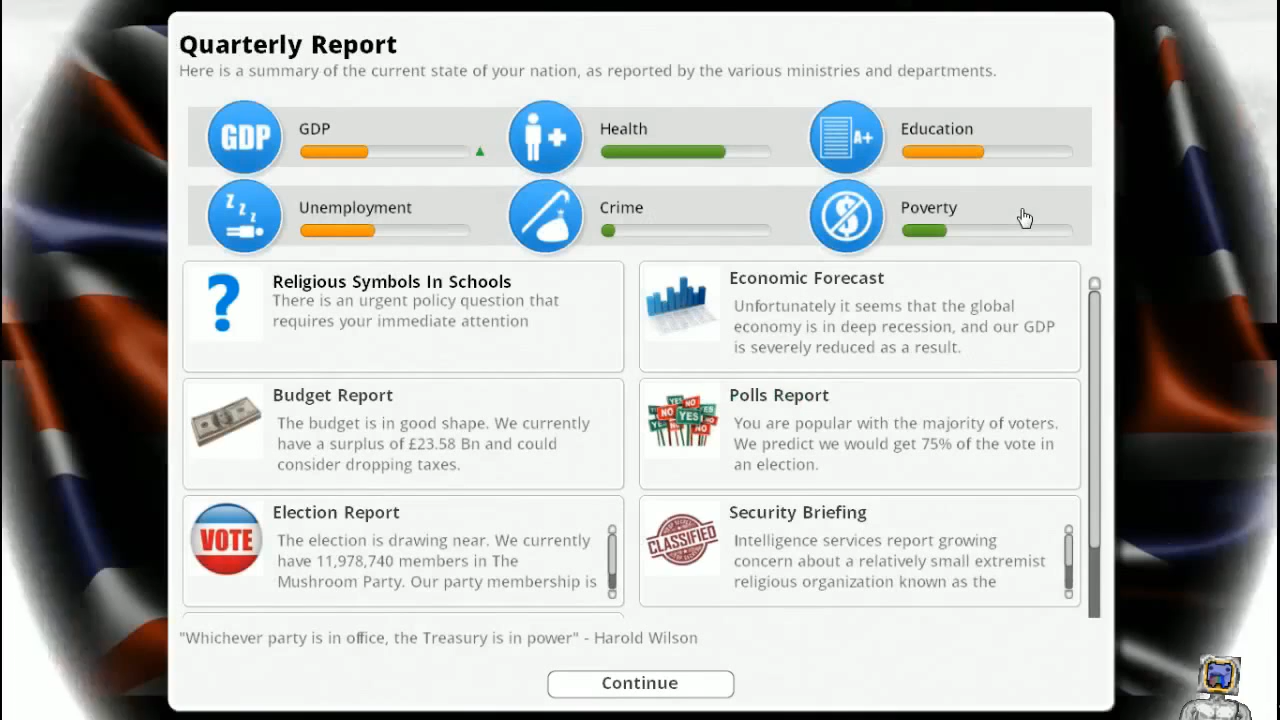 Quarterly Report
Here is a summary of the current state of your nation, as reported by the various ministries and departments.
GDP
GDP
Health
A+
Education
Z Z Z Z
Unemployment
Crime
$
Poverty
?
Religious Symbols In Schools
There is an urgent policy question that
requires your immediate attention
Economic Forecast
Unfortunately it seems that the global
economy is in deep recession, and our GDP
is severely reduced as a result.
Budget Report
The budget is in good shape. We currently
have a surplus of £23.58 Bn and could
consider dropping taxes.
YES
NO
YES
NO
YES
NO
Polls Report
You are popular with the majority of voters.
We predict we would get 75% of the vote in
an election.
VOTE
Election Report
The election is drawing near. We currently
have 11,978,740 members in The
Mushroom Party. Our party membership is
CLASSIFIED
Security Briefing
Intelligence services report growing
concern about a relatively small extremist
religious organization known as the
"Whichever party is in office, the Treasury is in power" - Harold Wilson
Continue